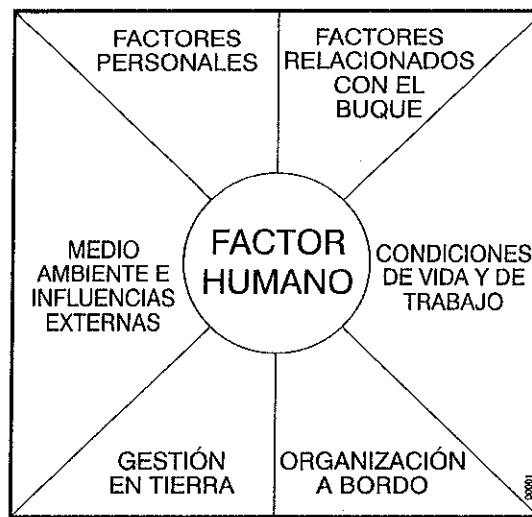 FACTORES
PERSONALES
FACTORES
RELACIONADOS
CON EL
BUQUE
MEDIO
AMBIENTE E
INFLUENCIAS
EXTERNAS
FACTOR
HUMANO
CONDICIONES
DE VIDA Y DE
TRABAJO
GESTIÓN
EN TIERRA
ORGANIZACIÓN
A BORDO